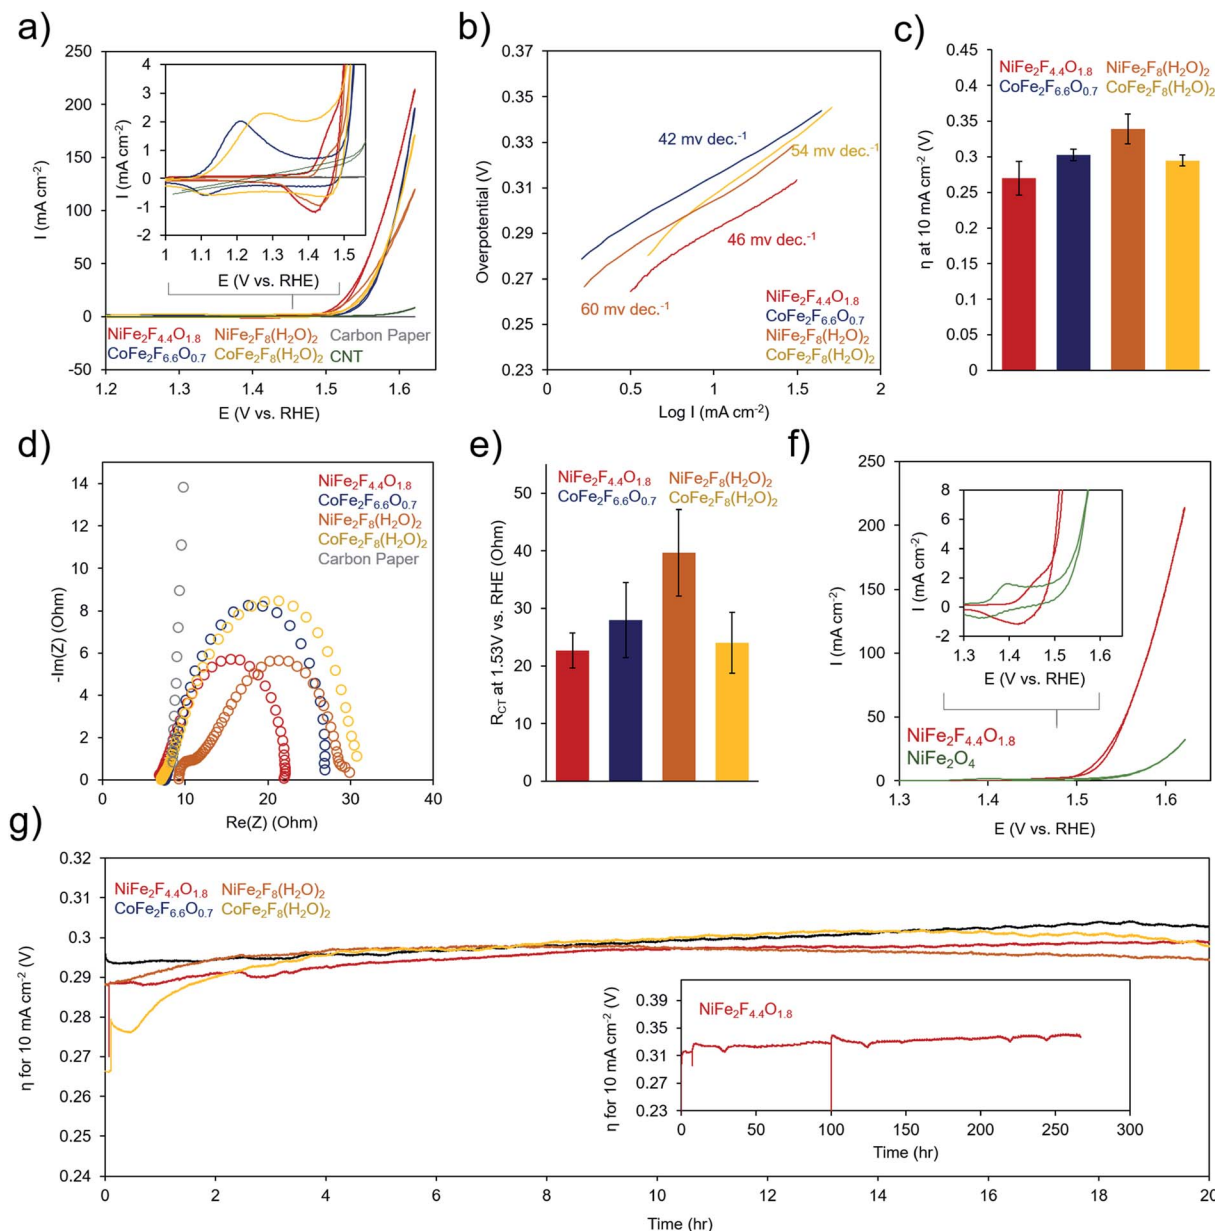 a)
250
200
150
100
50
0
-50
I (mA cm⁻²)
4
3
2
1
0
-1
-2
I (mA cm⁻²)
1 1.1 1.2 1.3 1.4 1.5
E (V vs. RHE)
NiFe₂F₄.₄O₁.₈ NiFe₂F₈(H₂O)₂ Carbon Paper
CoFe₂F₆.₆O₀.₇ CoFe₂F₈(H₂O)₂ CNT
1.2 1.3 1.4 1.5 1.6
E (V vs. RHE)
b)
0.37
0.35
0.33
0.31
0.29
0.27
0.25
0.23
Overpotential (V)
42 mv dec.⁻¹
54 mv dec.⁻¹
46 mv dec.⁻¹
60 mv dec.⁻¹
NiFe₂F₄.₄O₁.₈
CoFe₂F₆.₆O₀.₇
NiFe₂F₈(H₂O)₂
CoFe₂F₈(H₂O)₂
0 0.5 1 1.5 2
Log I (mA cm⁻²)
c)
0.45
0.4
0.35
0.3
0.25
0.2
0.15
0.1
0.05
0
η at 10 mA cm⁻² (V)
NiFe₂F₄.₄O₁.₈ NiFe₂F₈(H₂O)₂
CoFe₂F₆.₆O₀.₇ CoFe₂F₈(H₂O)₂
d)
14
12
10
8
6
4
2
0
-Im(Z) (Ohm)
NiFe₂F₄.₄O₁.₈
CoFe₂F₆.₆O₀.₇
NiFe₂F₈(H₂O)₂
CoFe₂F₈(H₂O)₂
Carbon Paper
0 10 20 30 40
Re(Z) (Ohm)
e)
50
40
30
20
10
0
R_CT at 1.53V vs. RHE (Ohm)
NiFe₂F₄.₄O₁.₈ NiFe₂F₈(H₂O)₂
CoFe₂F₆.₆O₀.₇ CoFe₂F₈(H₂O)₂
f)
250
200
150
100
50
0
I (mA cm⁻²)
8
6
4
2
0
-2
I (mA cm⁻²)
1.3 1.4 1.5 1.6
E (V vs. RHE)
NiFe₂F₄.₄O₁.₈
NiFe₂O₄
1.3 1.4 1.5 1.6
E (V vs. RHE)
g)
0.32
0.31
0.3
0.29
0.28
0.27
0.26
0.25
0.24
η for 10 mA cm⁻² (V)
NiFe₂F₄.₄O₁.₈ NiFe₂F₈(H₂O)₂
CoFe₂F₆.₆O₀.₇ CoFe₂F₈(H₂O)₂
0.39
0.35
0.31
0.27
0.23
η for 10 mA cm⁻² (V)
NiFe₂F₄.₄O₁.₈
0 50 100 150 200 250 300
Time (hr)
0 2 4 6 8 10 12 14 16 18 20
Time (hr)